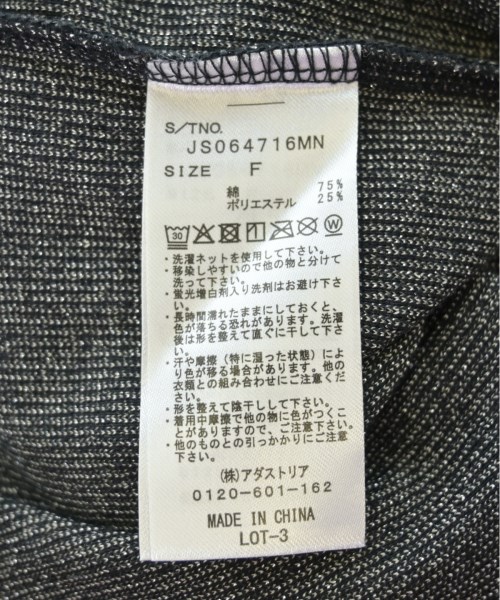 S/TNO.
JS064716MN
SIZE F
綿 75%
ポリエステル 25%
30
W
・洗濯ネットを使用して下さい。
・移染しやすいので他の物と分けて
洗って下さい。
・蛍光増白剤入り洗剤はお避け下さ
い。
・長時間濡れたままにしておくと、
色が落ちる恐れがあります。洗濯
後は形を整えて直ぐに干して下さ
い。
・汗や摩擦（特に湿った状態）によ
り色が移る場合があります。他の
衣類との組み合わせにご注意くだ
さい。
・形を整えて陰干しして下さい。
・着用中摩擦で他の物に色がつくこ
とがありますので、ご注意下さい。
・他のものとの引っかかりにご注意
下さい。
(株)アダストリア
0120-601-162
MADE IN CHINA
LOT-3